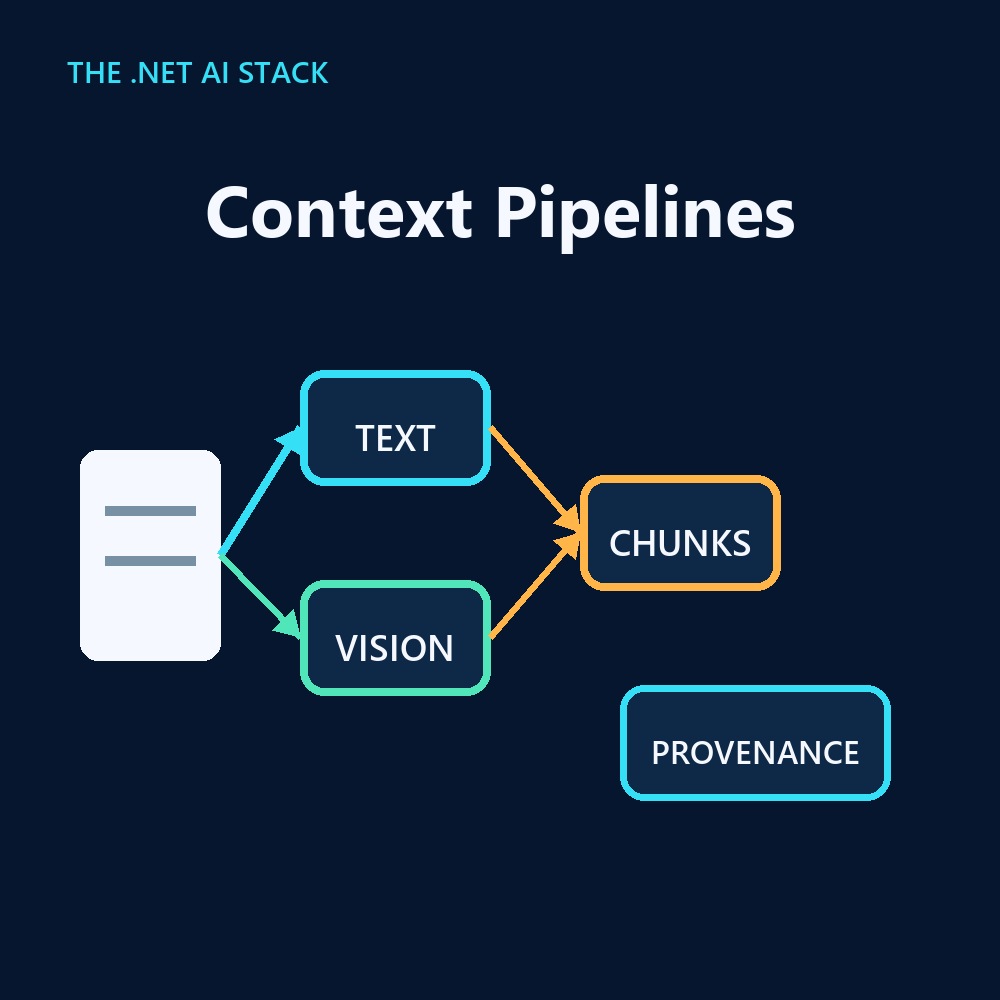 THE .NET AI STACK
Context Pipelines
TEXT
CHUNKS
VISION
PROVENANCE